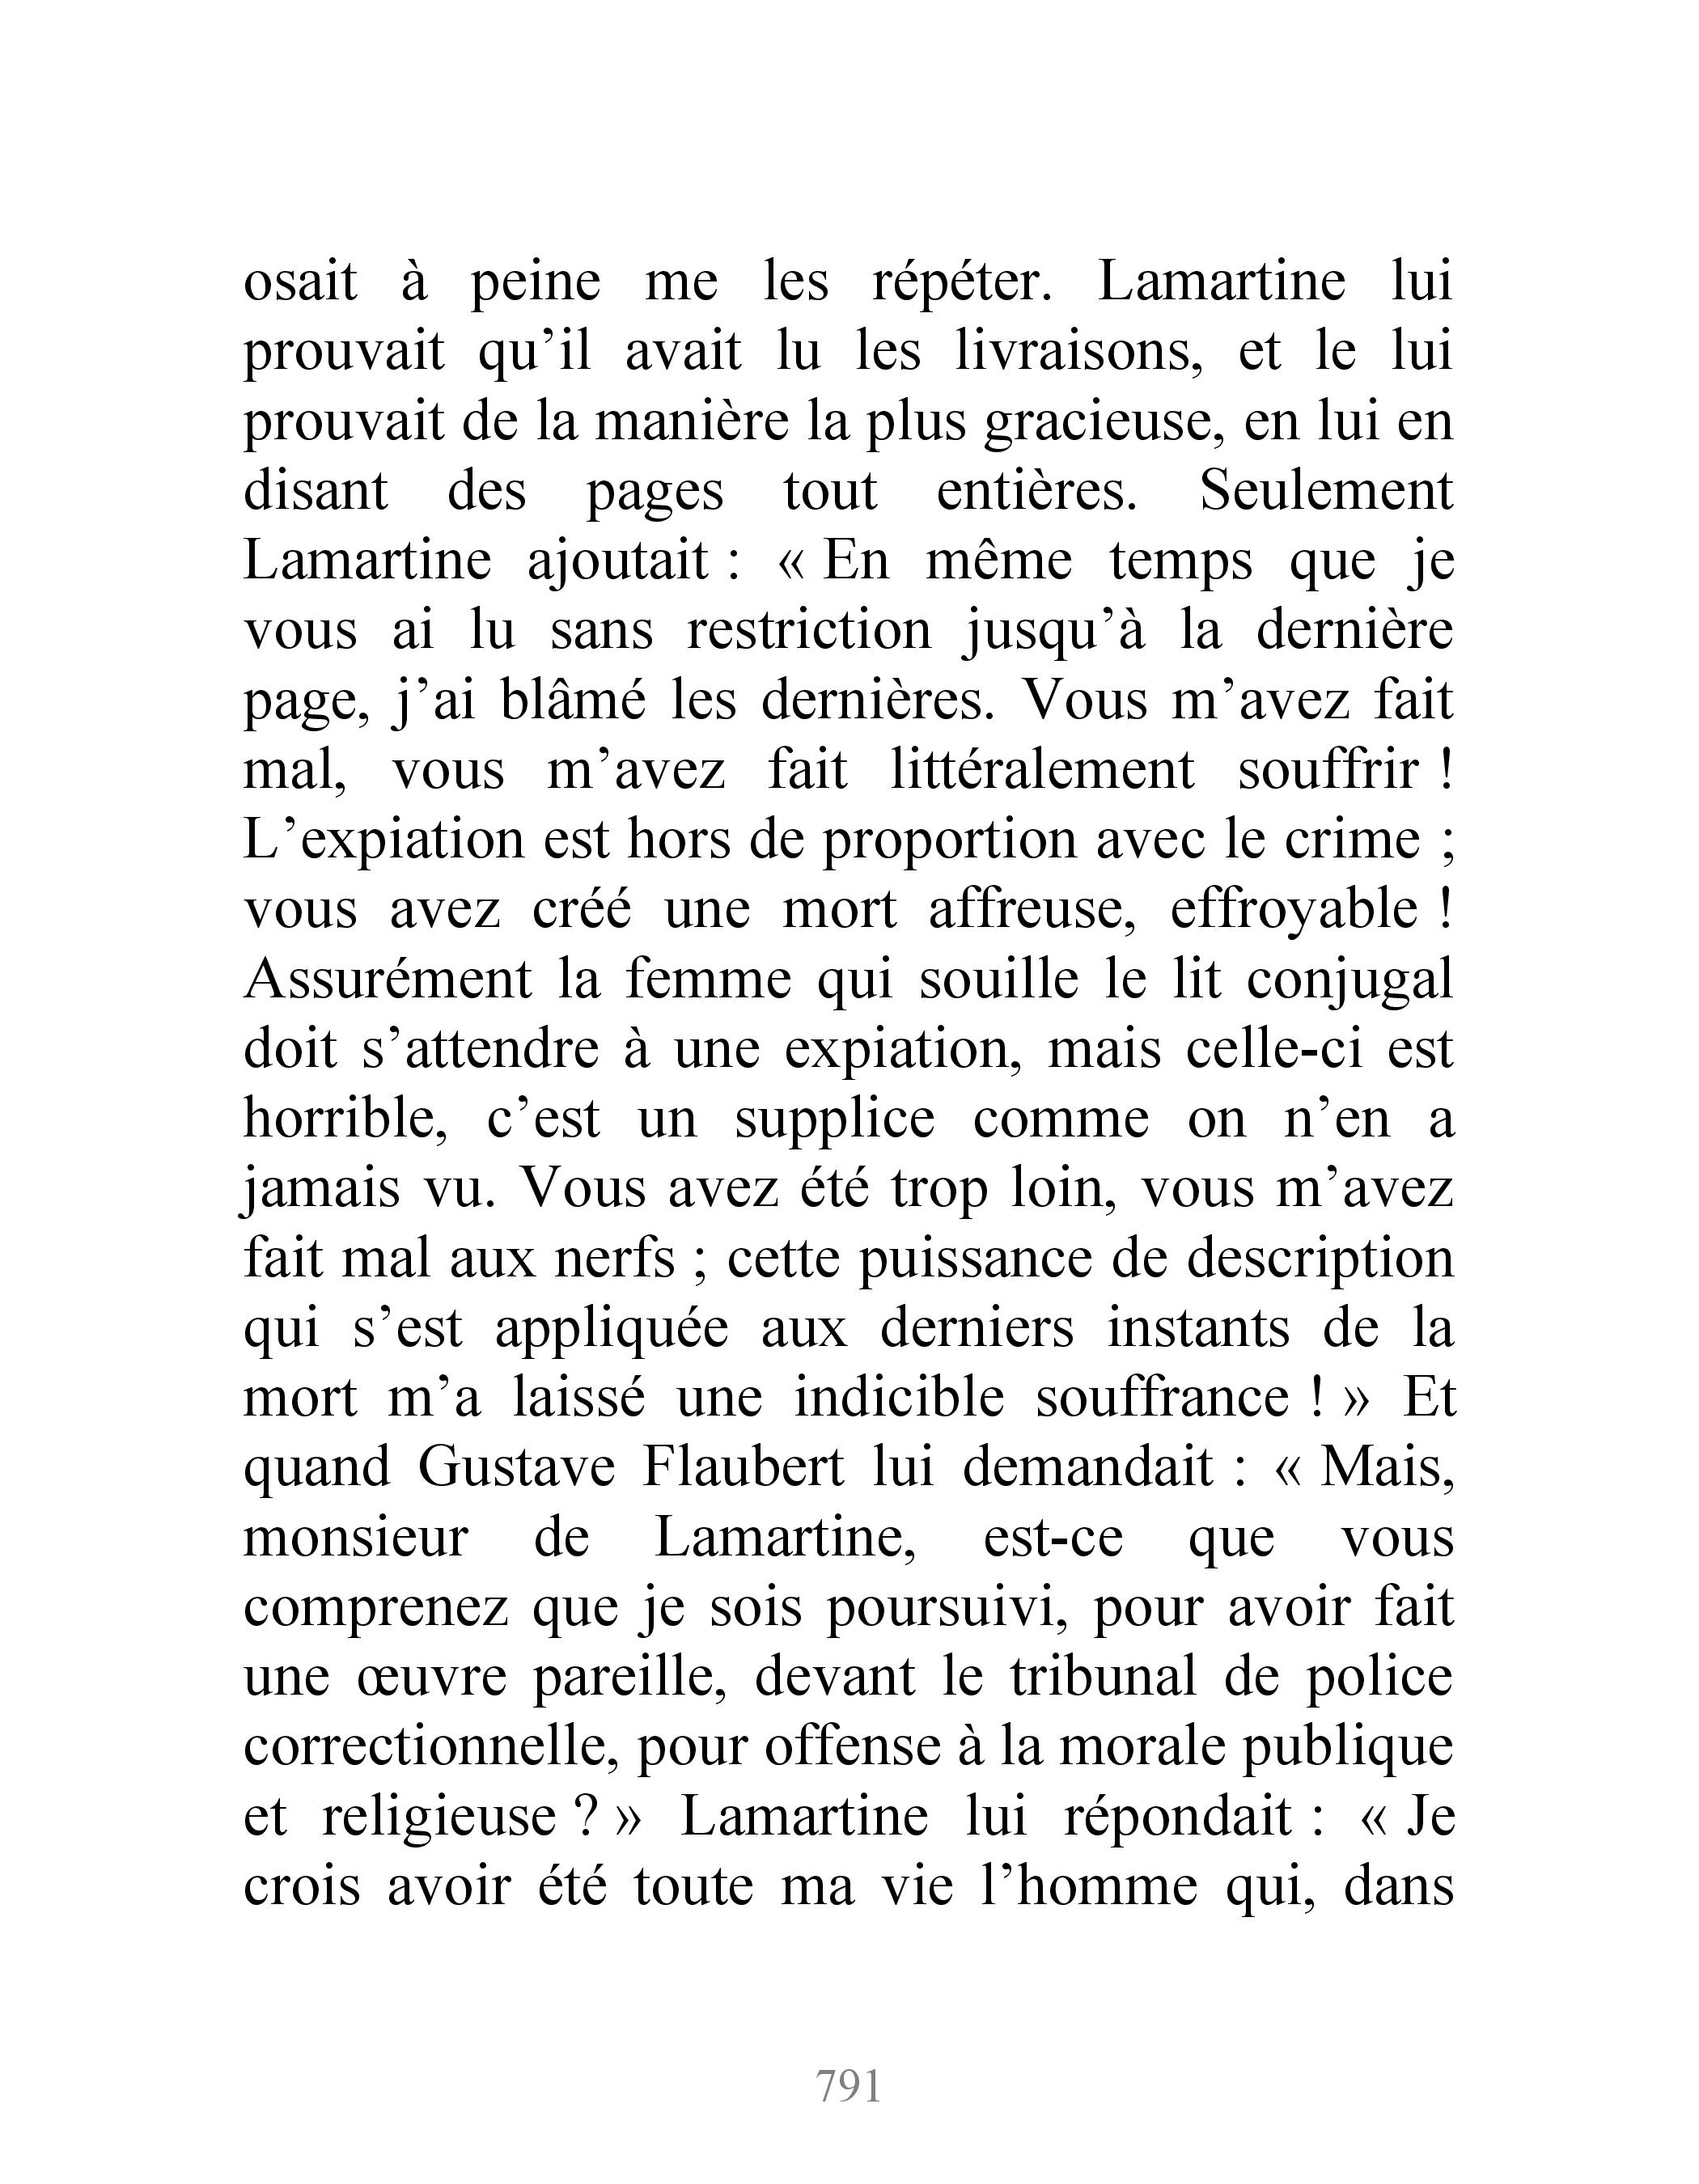 osait à peine me les répéter. Lamartine lui
prouvait qu’il avait lu les livraisons, et le lui
prouvait de la manière la plus gracieuse, en lui en
disant des pages tout entières. Seulement
Lamartine ajoutait : « En même temps que je
vous ai lu sans restriction jusqu’à la dernière
page, j’ai blâmé les dernières. Vous m’avez fait
mal, vous m’avez fait littéralement souffrir !
L’expiation est hors de proportion avec le crime ;
vous avez créé une mort affreuse, effroyable !
Assurément la femme qui souille le lit conjugal
doit s’attendre à une expiation, mais celle-ci est
horrible, c’est un supplice comme on n’en a
jamais vu. Vous avez été trop loin, vous m’avez
fait mal aux nerfs ; cette puissance de description
qui s’est appliquée aux derniers instants de la
mort m’a laissé une indicible souffrance ! » Et
quand Gustave Flaubert lui demandait : « Mais,
monsieur de Lamartine, est-ce que vous
comprenez que je sois poursuivi, pour avoir fait
une œuvre pareille, devant le tribunal de police
correctionnelle, pour offense à la morale publique
et religieuse ? » Lamartine lui répondait : « Je
crois avoir été toute ma vie l’homme qui, dans
791